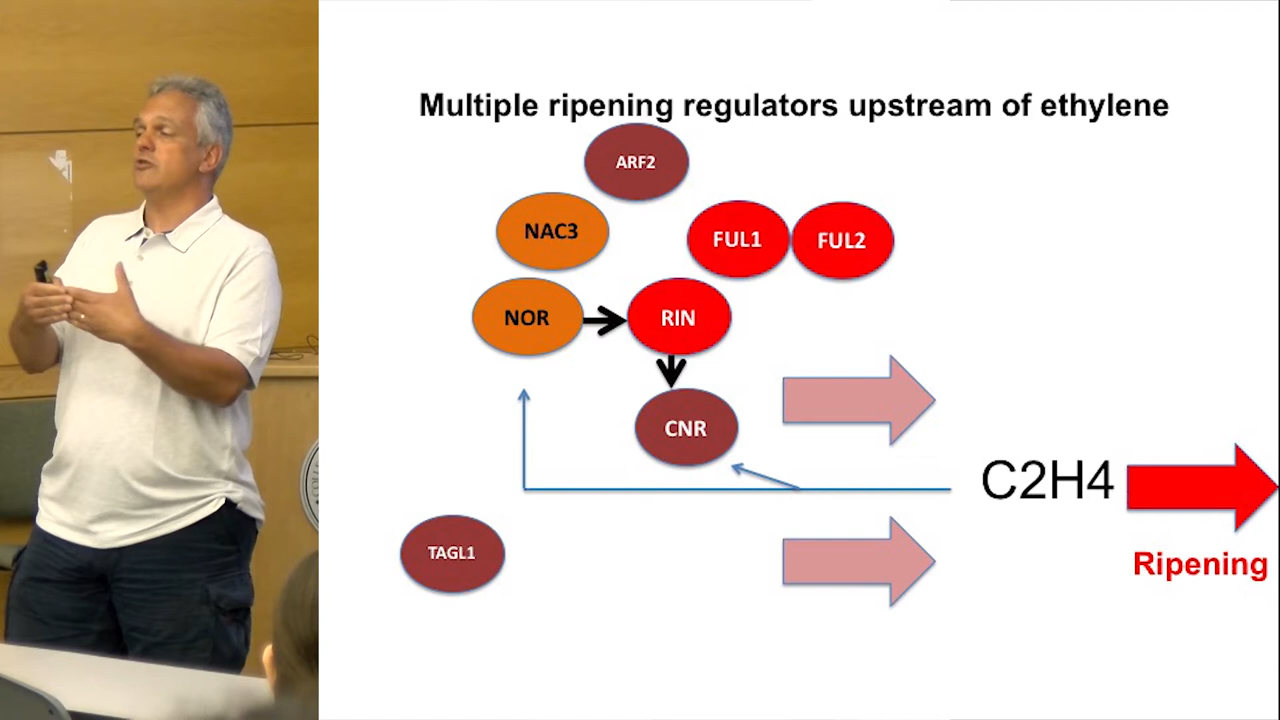 Multiple ripening regulators upstream of ethylene
ARF2
NAC3
FUL1
FUL2
NOR
RIN
CNR
C2H4
TAGL1
Ripening